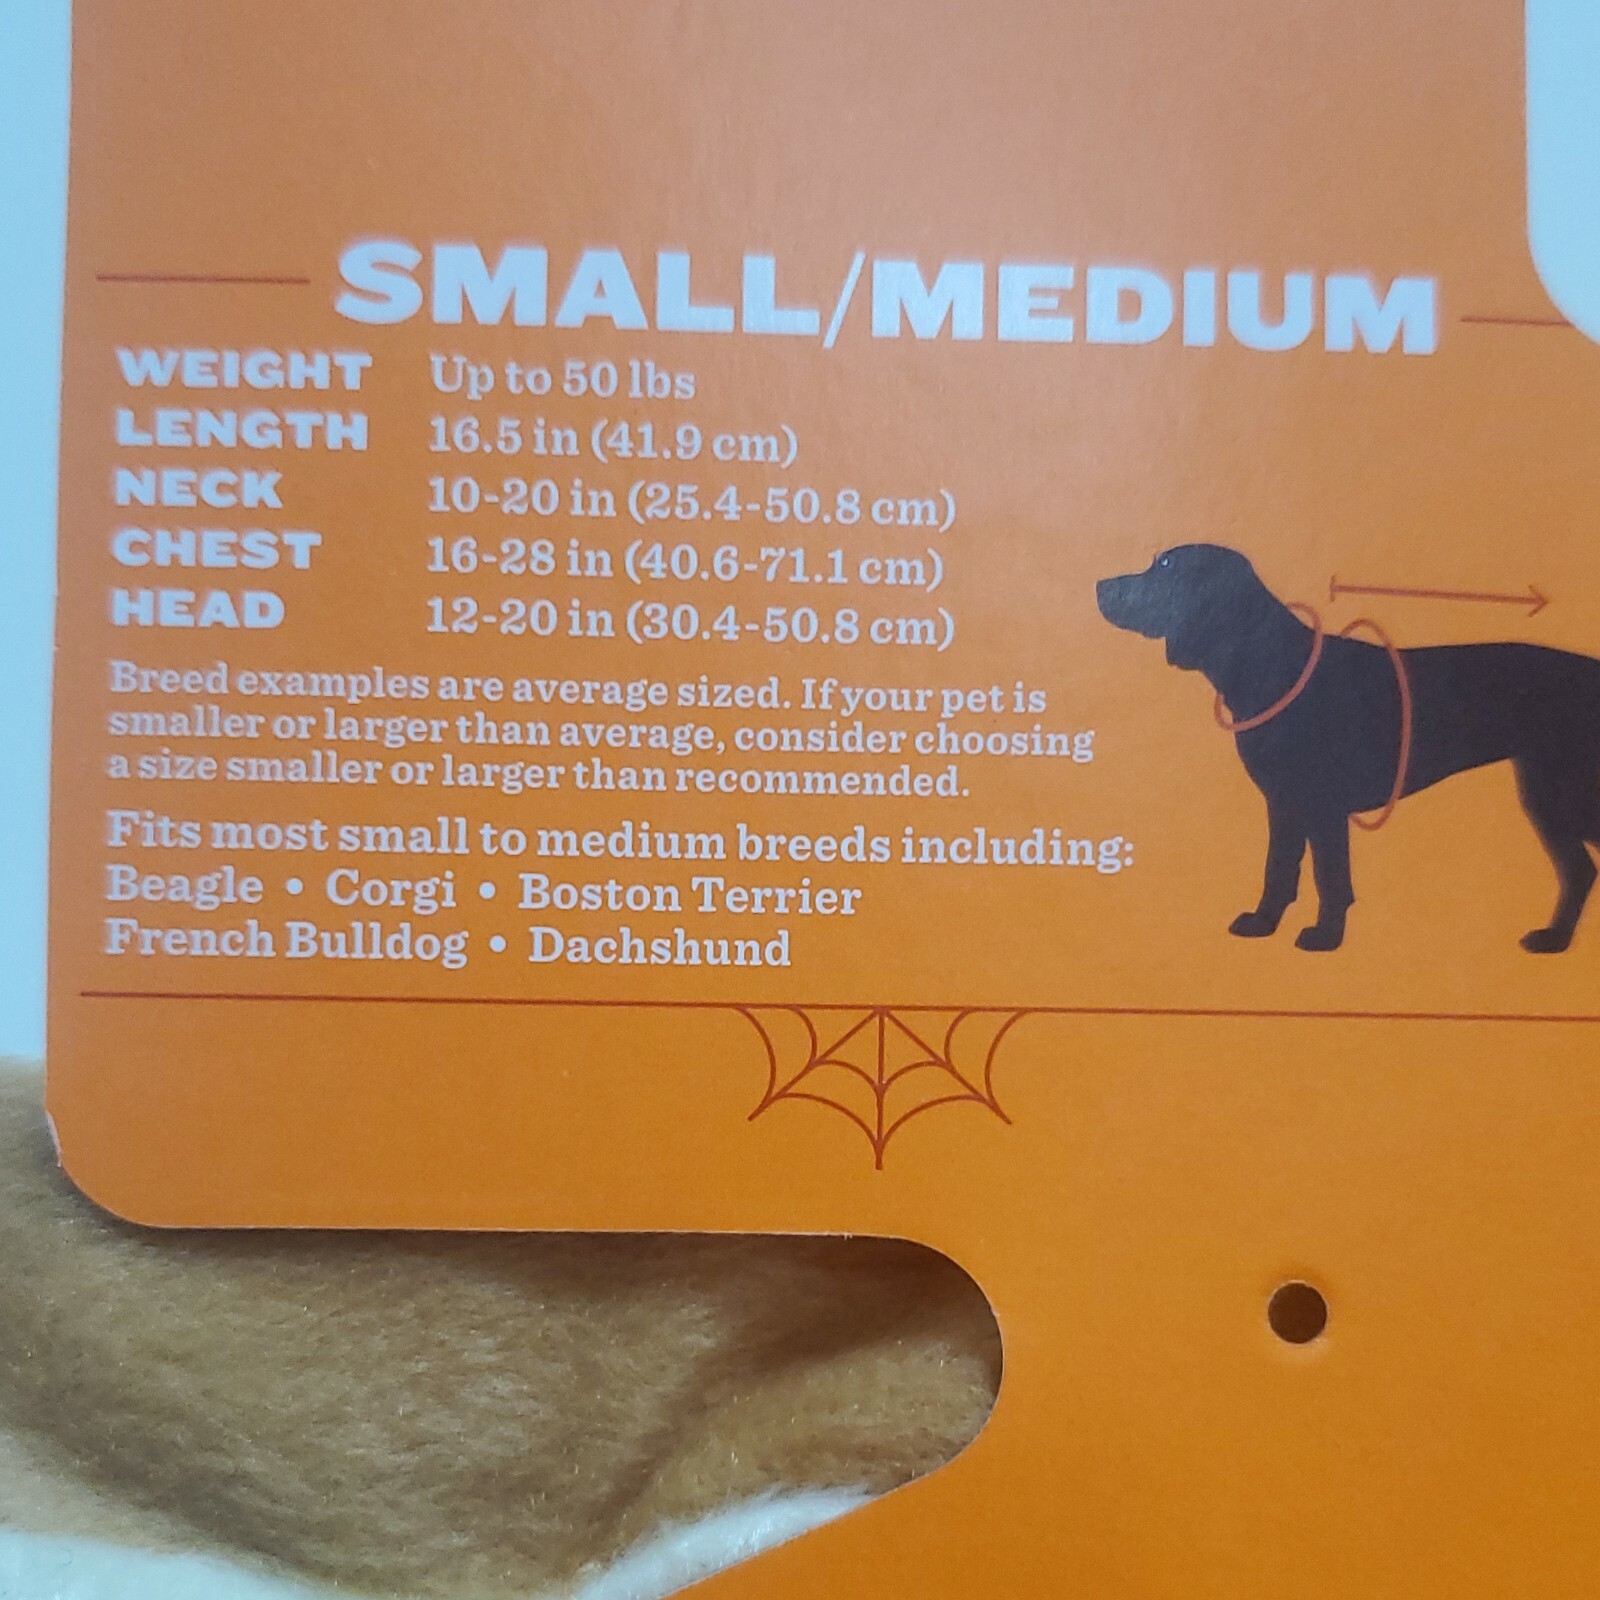 SMALL/MEDIUM
WEIGHT Up to 50 lbs
LENGTH 16.5 in (41.9 cm)
NECK 10-20 in (25.4-50.8 cm)
CHEST 16-28 in (40.6-71.1 cm)
HEAD 12-20 in (30.4-50.8 cm)
Breed examples are average sized. If your pet is
smaller or larger than average, consider choosing
a size smaller or larger than recommended.
Fits most small to medium breeds including:
Beagle • Corgi • Boston Terrier
French Bulldog • Dachshund